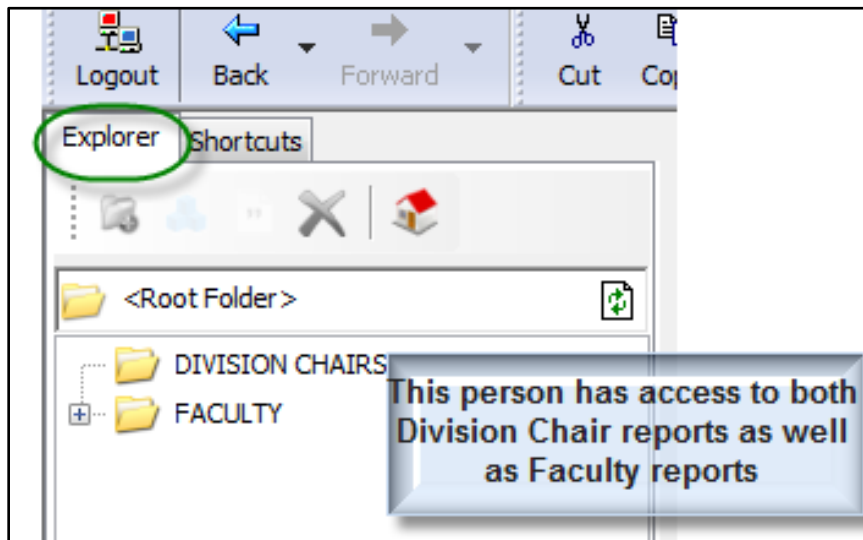 Logout Back Forward Cut
Explorer Shortcuts
<Root Folder>
DIVISION CHAIRS
FACULTY
This person has access to both
Division Chair reports as well
as Faculty reports